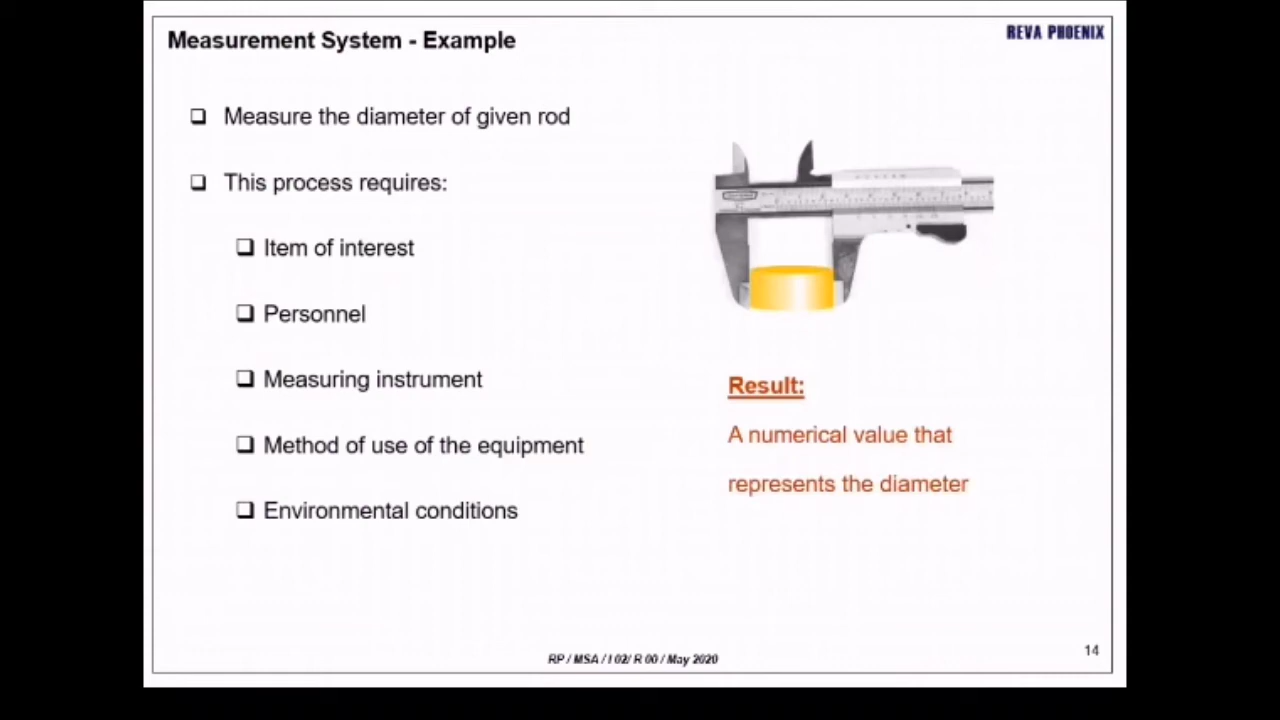 Measurement System - Example
REVA PHOENIX
Measure the diameter of given rod
This process requires:
Item of interest
Personnel
Measuring instrument
Method of use of the equipment
Environmental conditions
Result:
A numerical value that
represents the diameter
14
RP / MSA / I 02/ R 00 / May 2020